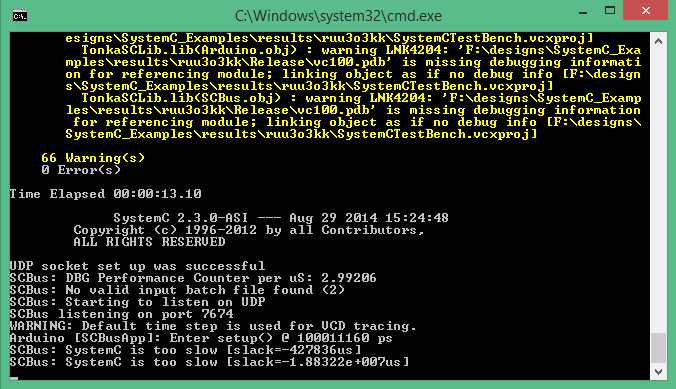 C:\Windows\system32\cmd.exe
esigns\SystemC_Examples\results\ruu3o3kk\SystemCTestBench.vcxproj]
TonkaSCLib.lib(Arduino.obj) : warning LNK4204: 'F:\designs\SystemC_Exa
mples\results\ruu3o3kk\Release\vc100.pdb' is missing debugging informati
on for referencing module; linking object as if no debug info [F:\design
s\SystemC_Examples\results\ruu3o3kk\SystemCTestBench.vcxproj]
TonkaSCLib.lib(SCBus.obj) : warning LNK4204: 'F:\designs\SystemC_Examp
les\results\ruu3o3kk\Release\vc100.pdb' is missing debugging information
for referencing module; linking object as if no debug info [F:\designs\
SystemC_Examples\results\ruu3o3kk\SystemCTestBench.vcxproj]
66 Warning(s)
0 Error(s)
Time Elapsed 00:00:13.10
SystemC 2.3.0-ASI --- Aug 29 2014 15:24:48
Copyright (c) 1996-2012 by all Contributors,
ALL RIGHTS RESERVED
UDP socket set up was successful
SCBus: DBG Performance Counter per uS: 2.99206
SCBus: No valid input batch file found (2)
SCBus: Starting to listen on UDP
SCBus listening on port 7674
WARNING: Default time step is used for VCD tracing.
Arduino [SCBusApp]: Enter setup() @ 100011160 ps
SCBus: SystemC is too slow [slack=-427836us]
SCBus: SystemC is too slow [slack=-1.88322e+007us]